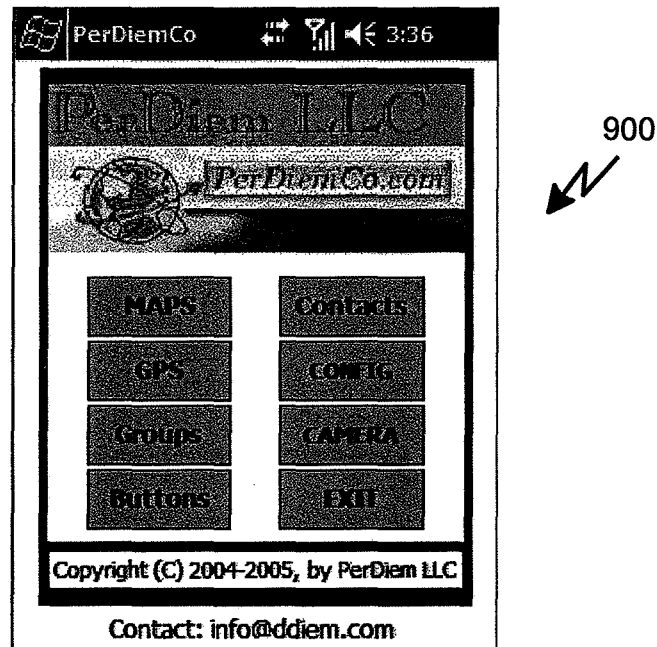 PerDiemCo 3:36
PerDiem LLC
900
PerDiemCo.com
MAPS Contacts
GPS CONFIG
Groups CAMERA
Buttons EXIT
Copyright (C) 2004-2005, by PerDiem LLC
Contact: info@ddiem.com